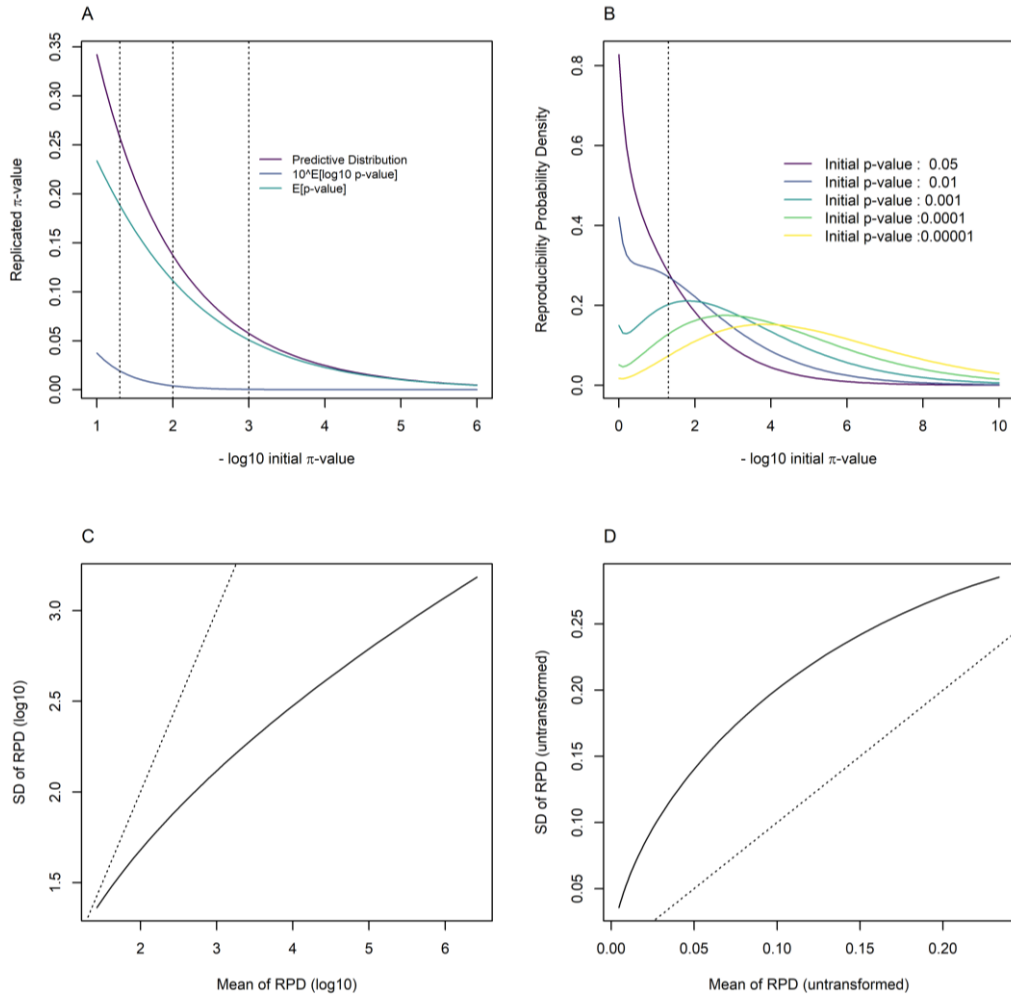 A
Replicated π-value
0.35
0.30
0.25
0.20
0.15
0.10
0.05
0.00
Predictive Distribution
10^E[log10 p-value]
E[p-value]
1 2 3 4 5 6
- log10 initial π-value
B
Reproducibility Probability Density
0.8
0.6
0.4
0.2
0.0
Initial p-value : 0.05
Initial p-value : 0.01
Initial p-value : 0.001
Initial p-value :0.0001
Initial p-value :0.00001
0 2 4 6 8 10
- log10 initial π-value
C
SD of RPD (log10)
3.0
2.5
2.0
1.5
2 3 4 5 6
Mean of RPD (log10)
D
SD of RPD (untransformed)
0.25
0.20
0.15
0.10
0.05
0.00 0.05 0.10 0.15 0.20
Mean of RPD (untransformed)